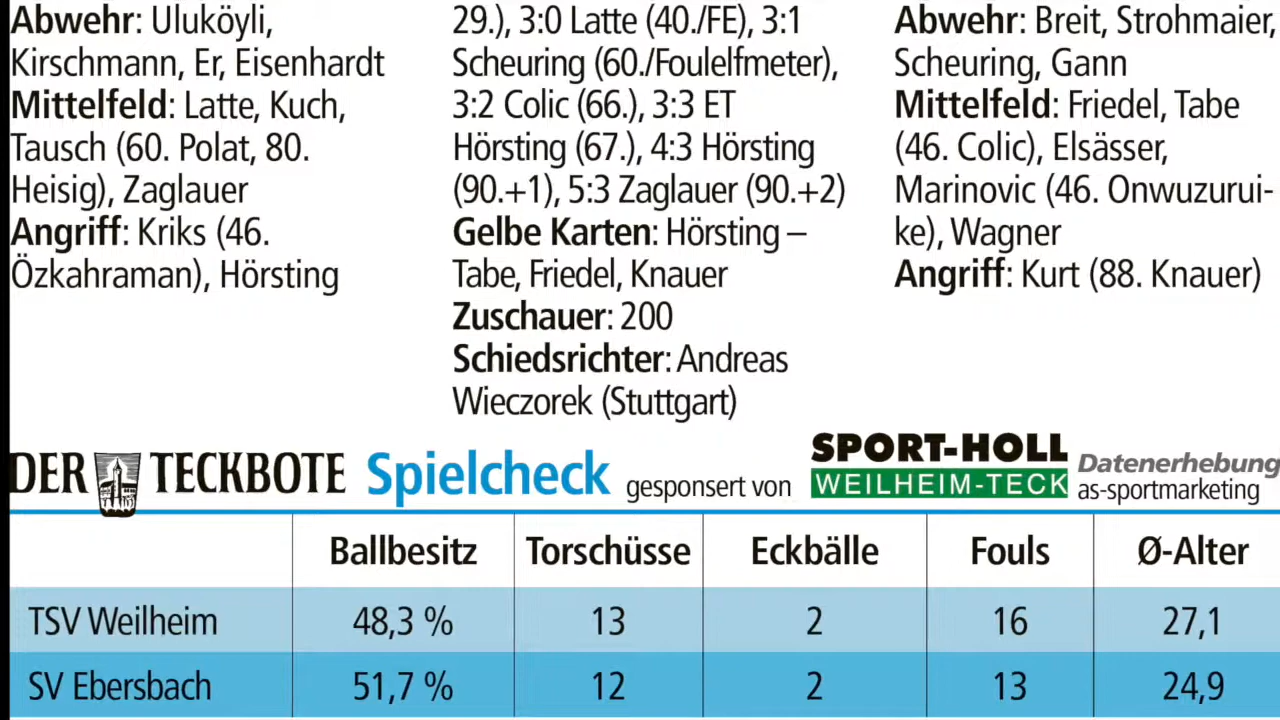 Abwehr: Uluköyli,
Kirschmann, Er, Eisenhardt
Mittelfeld: Latte, Kuch,
Tausch (60. Polat, 80.
Heisig), Zaglauer
Angriff: Kriks (46.
Özkahraman), Hörsting
29.), 3:0 Latte (40./FE), 3:1
Scheuring (60./Foulelfmeter),
3:2 Colic (66.), 3:3 ET
Hörsting (67.), 4:3 Hörsting
(90.+1), 5:3 Zaglauer (90.+2)
Gelbe Karten: Hörsting –
Tabe, Friedel, Knauer
Zuschauer: 200
Schiedsrichter: Andreas
Wieczorek (Stuttgart)
Abwehr: Breit, Strohmaier,
Scheuring, Gann
Mittelfeld: Friedel, Tabe
(46. Colic), Elsässer,
Marinovic (46. Onwuzurui-
ke), Wagner
Angriff: Kurt (88. Knauer)
DER TECKBOTE Spielcheck gesponsert von
SPORT-HOLL
WEILHEIM-TECK
Datenerhebung
as-sportmarketing
Ballbesitz Torschüsse Eckbälle Fouls Ø-Alter
TSV Weilheim 48,3 % 13 2 16 27,1
SV Ebersbach 51,7 % 12 2 13 24,9